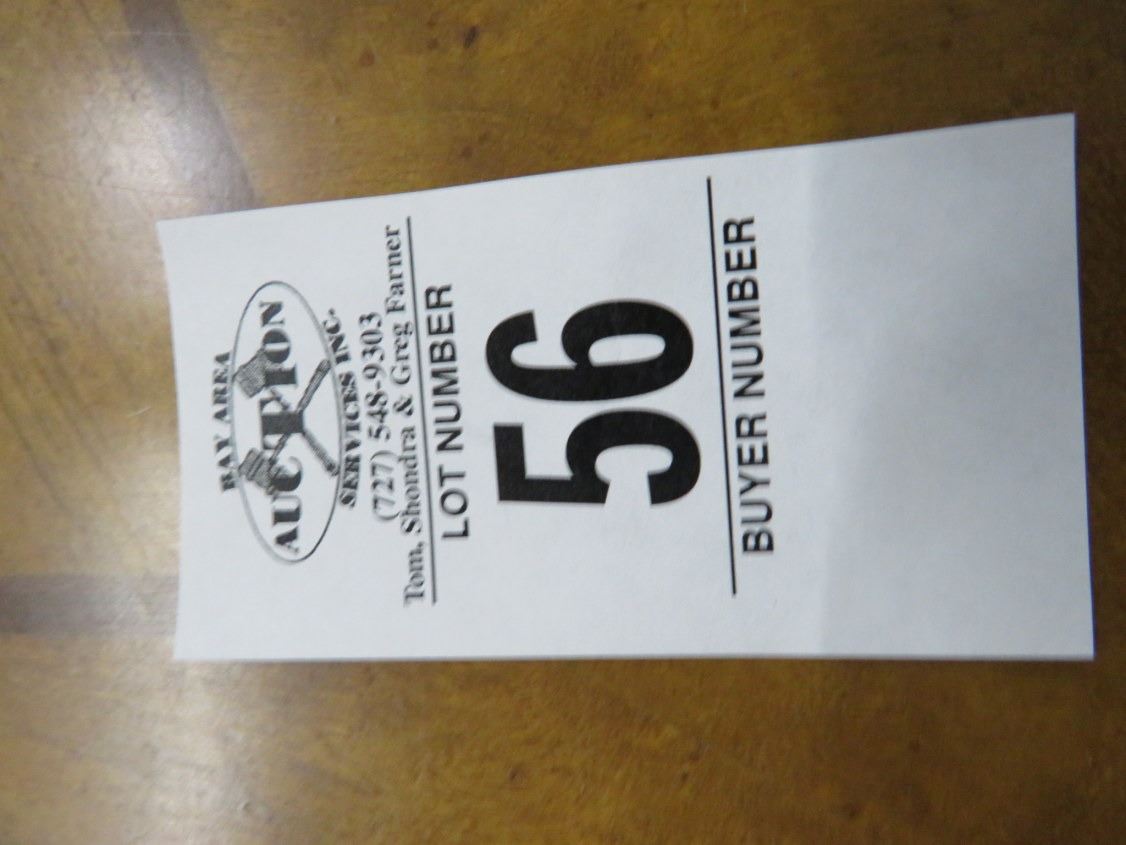 BAY AREA
AUCTION
SERVICES INC.
(727) 548-9303
Tom, Shondra & Greg Farner
LOT NUMBER
56
BUYER NUMBER